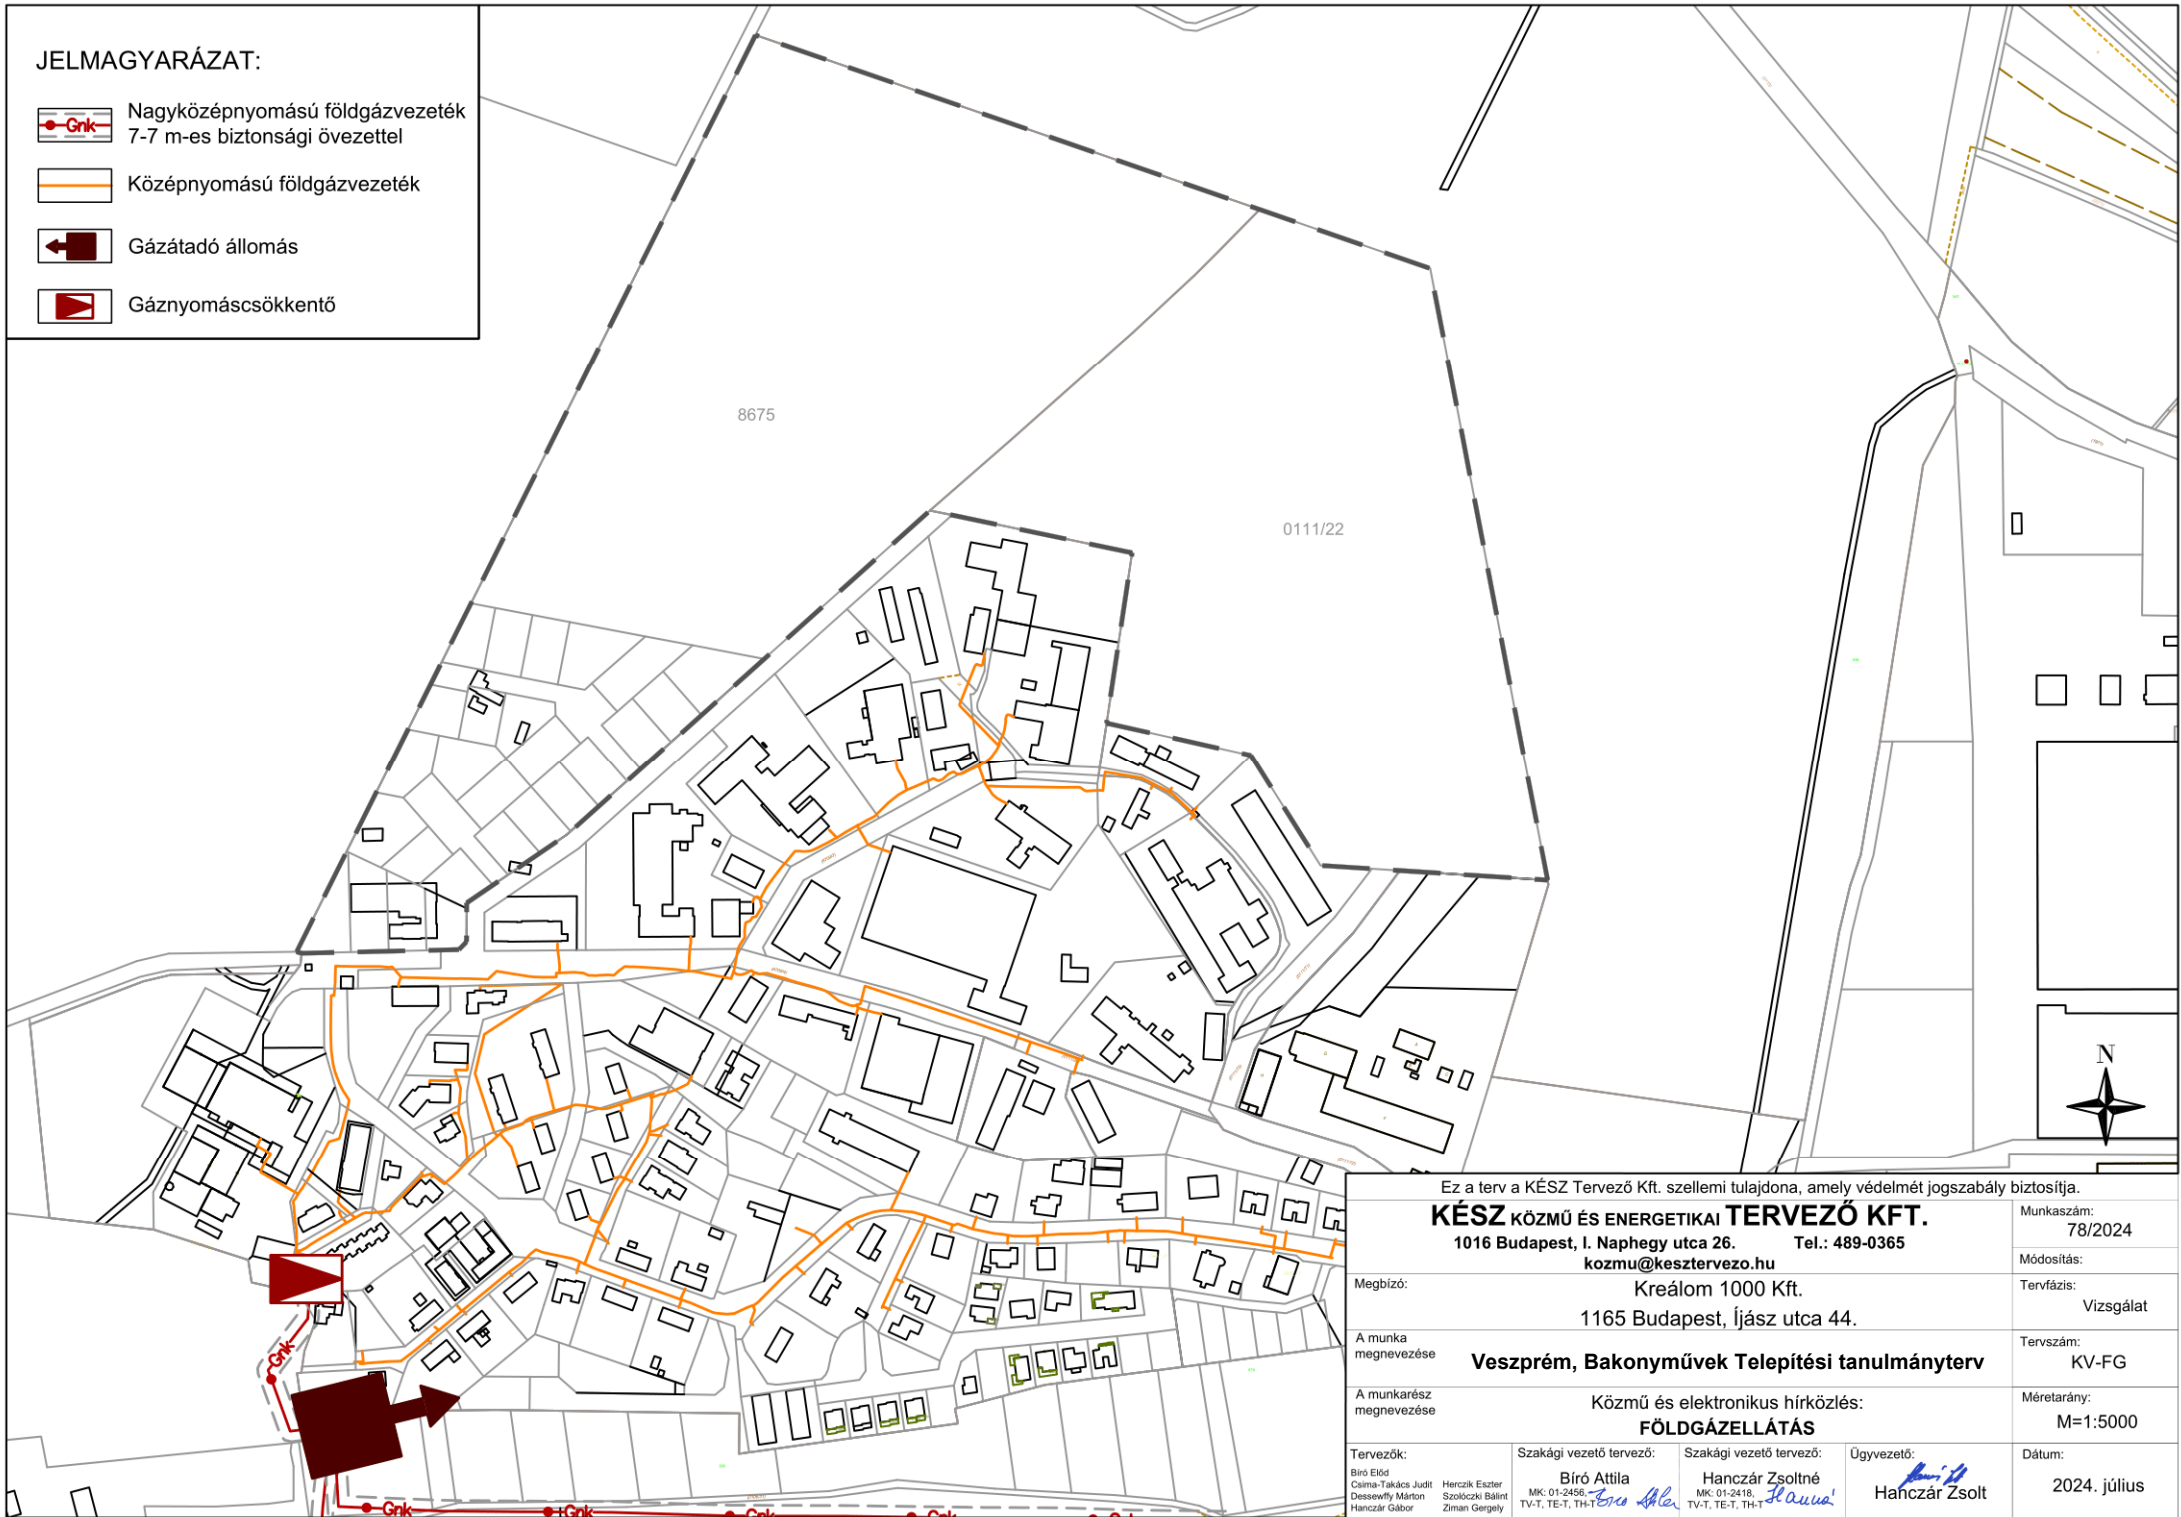 JELMAGYARÁZAT:
Gnk
Nagyközépnyomású földgázvezeték
7-7 m-es biztonsági övezettel
Középnyomású földgázvezeték
Gázátadó állomás
Gáznyomáscsökkentő
8675
0111/22
N
Gnk
Gnk
Gnk
Gnk
Ez a terv a KÉSZ Tervező Kft. szellemi tulajdona, amely védelmét jogszabály biztosítja.
KÉSZ KÖZMŰ ÉS ENERGETIKAI TERVEZŐ KFT.
1016 Budapest, I. Naphegy utca 26. Tel.: 489-0365
kozmu@kesztervezo.hu
Munkaszám:
78/2024
Módosítás:
Megbízó:
Kreálom 1000 Kft.
1165 Budapest, Íjász utca 44.
Tervfázis:
Vizsgálat
A munka
megnevezése
Veszprém, Bakonyművek Telepítési tanulmányterv
Tervszám:
KV-FG
A munkarész
megnevezése
Közmű és elektronikus hírközlés:
FÖLDGÁZELLÁTÁS
Méretarány:
M=1:5000
Tervezők:
Bíró Előd
Csima-Takács Judit Herczik Eszter
Dessewffy Márton Szolóczki Bálint
Hanczár Gábor Ziman Gergely
Szakági vezető tervező:
Bíró Attila
MK: 01-2456,
TV-T, TE-T, TH-T
Szakági vezető tervező:
Hanczár Zsoltné
MK: 01-2418,
TV-T, TE-T, TH-T
Ügyvezető:
Hanczár Zsolt
Dátum:
2024. július